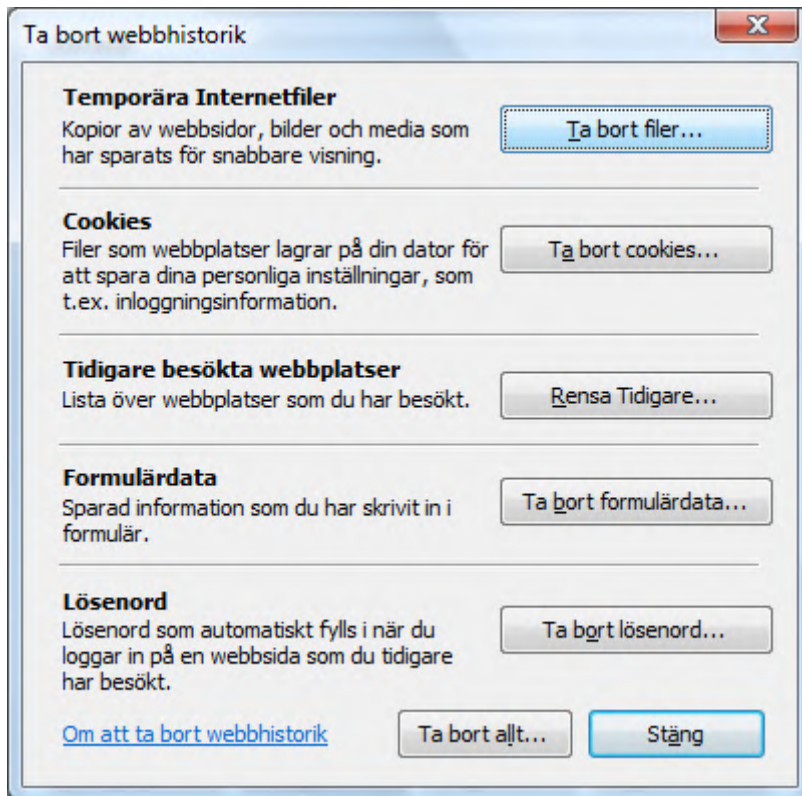 Ta bort webbhistorik
Temporära Internetfiler
Kopior av webbsidor, bilder och media som
har sparats för snabbare visning.
Ta bort filer...
Cookies
Filer som webbplatser lagrar på din dator för
att spara dina personliga inställningar, som
t.ex. inloggningsinformation.
Ta bort cookies...
Tidigare besökta webbplatser
Lista över webbplatser som du har besökt.
Rensa Tidigare...
Formulärdata
Sparad information som du har skrivit in i
formulär.
Ta bort formulärdata...
Lösenord
Lösenord som automatiskt fylls i när du
loggar in på en webbsida som du tidigare
har besökt.
Ta bort lösenord...
Om att ta bort webbhistorik
Ta bort allt...
Stäng